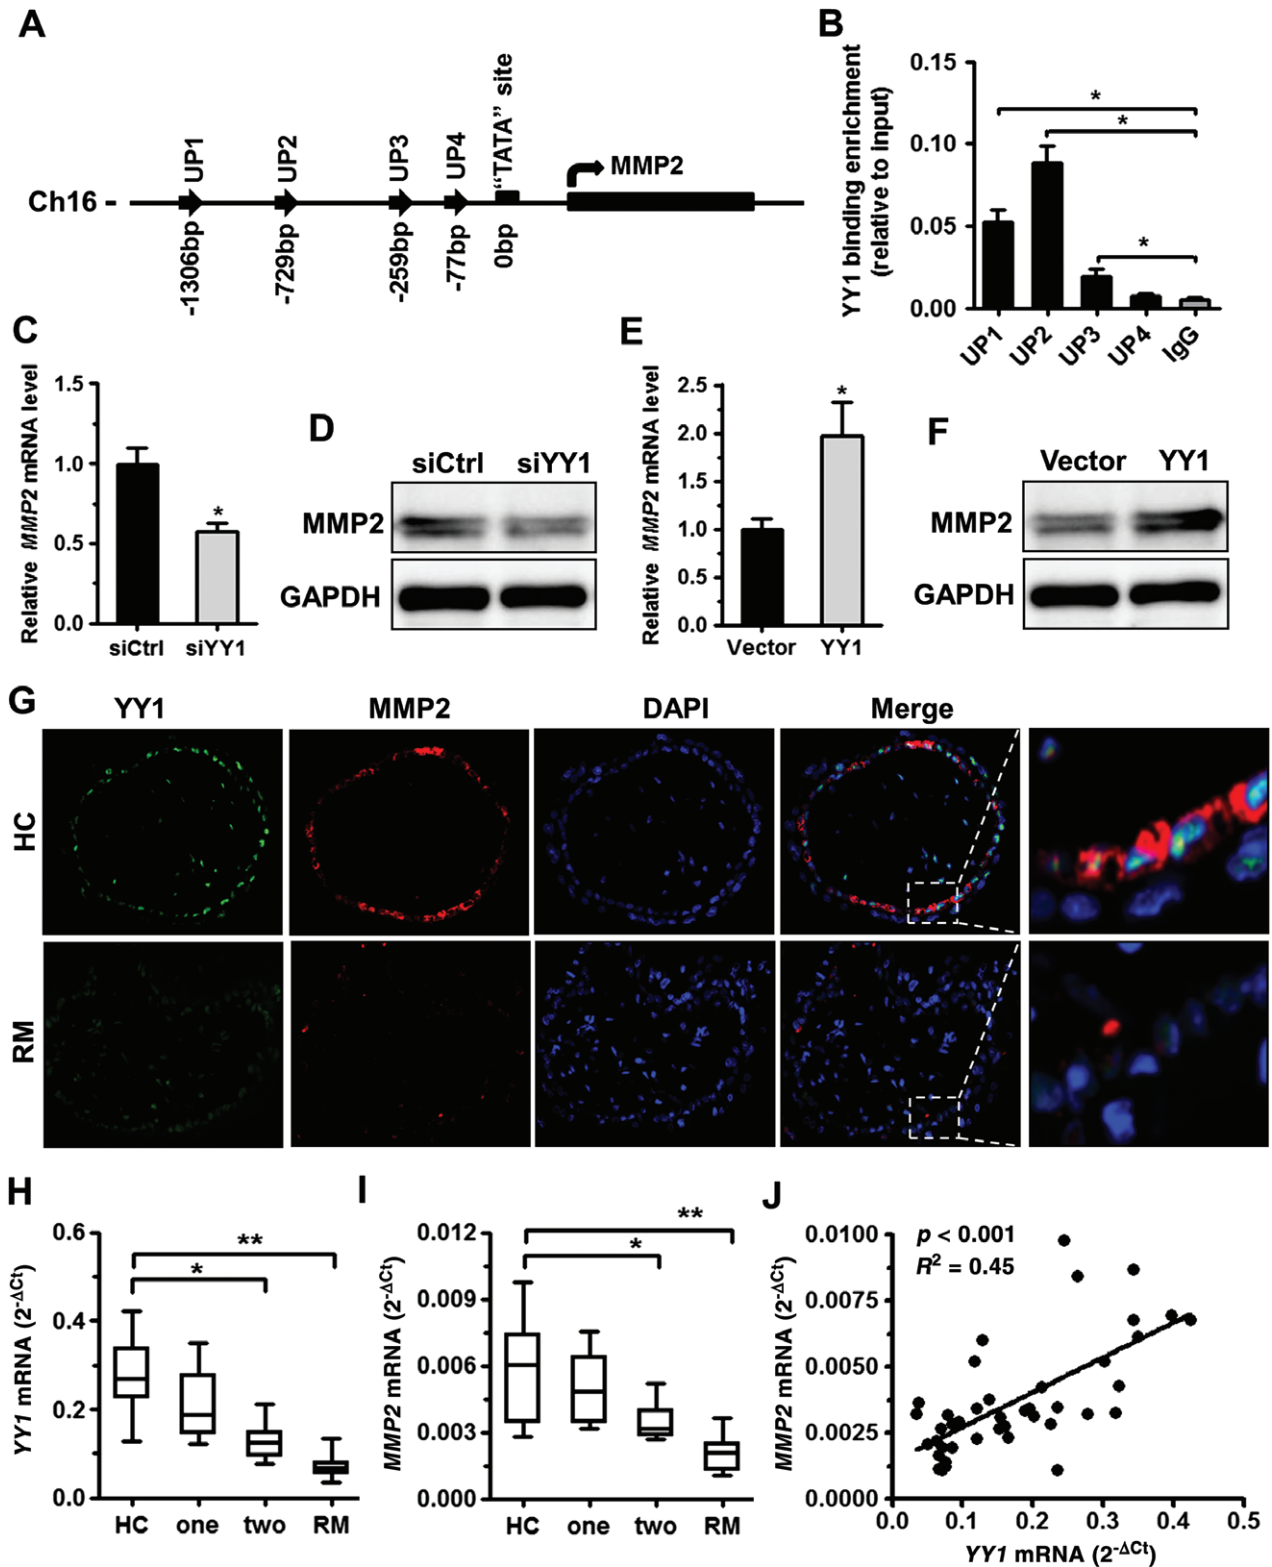 A
Ch16
UP1
UP2
UP3
UP4
“TATA” site
MMP2
-1306bp
-729bp
-259bp
-77bp
0bp
B
YY1 binding enrichment
(relative to input)
0.15
0.10
0.05
0.00
*
*
*
UP1
UP2
UP3
UP4
IgG
C
Relative MMP2 mRNA level
1.5
1.0
0.5
0.0
*
siCtrl
siYY1
D
siCtrl siYY1
MMP2
GAPDH
E
Relative MMP2 mRNA level
2.5
2.0
1.5
1.0
0.5
0.0
*
Vector
YY1
F
Vector YY1
MMP2
GAPDH
G
YY1 MMP2 DAPI Merge
HC
RM
H
YY1 mRNA (2-ΔCt)
0.6
0.4
0.2
0.0
**
*
HC one two RM
I
MMP2 mRNA (2-ΔCt)
0.012
0.009
0.006
0.003
0.000
**
*
HC one two RM
J
MMP2 mRNA (2-ΔCt)
0.0100
0.0075
0.0050
0.0025
0.0000
p < 0.001
R2 = 0.45
0.0 0.1 0.2 0.3 0.4 0.5
YY1 mRNA (2-ΔCt)